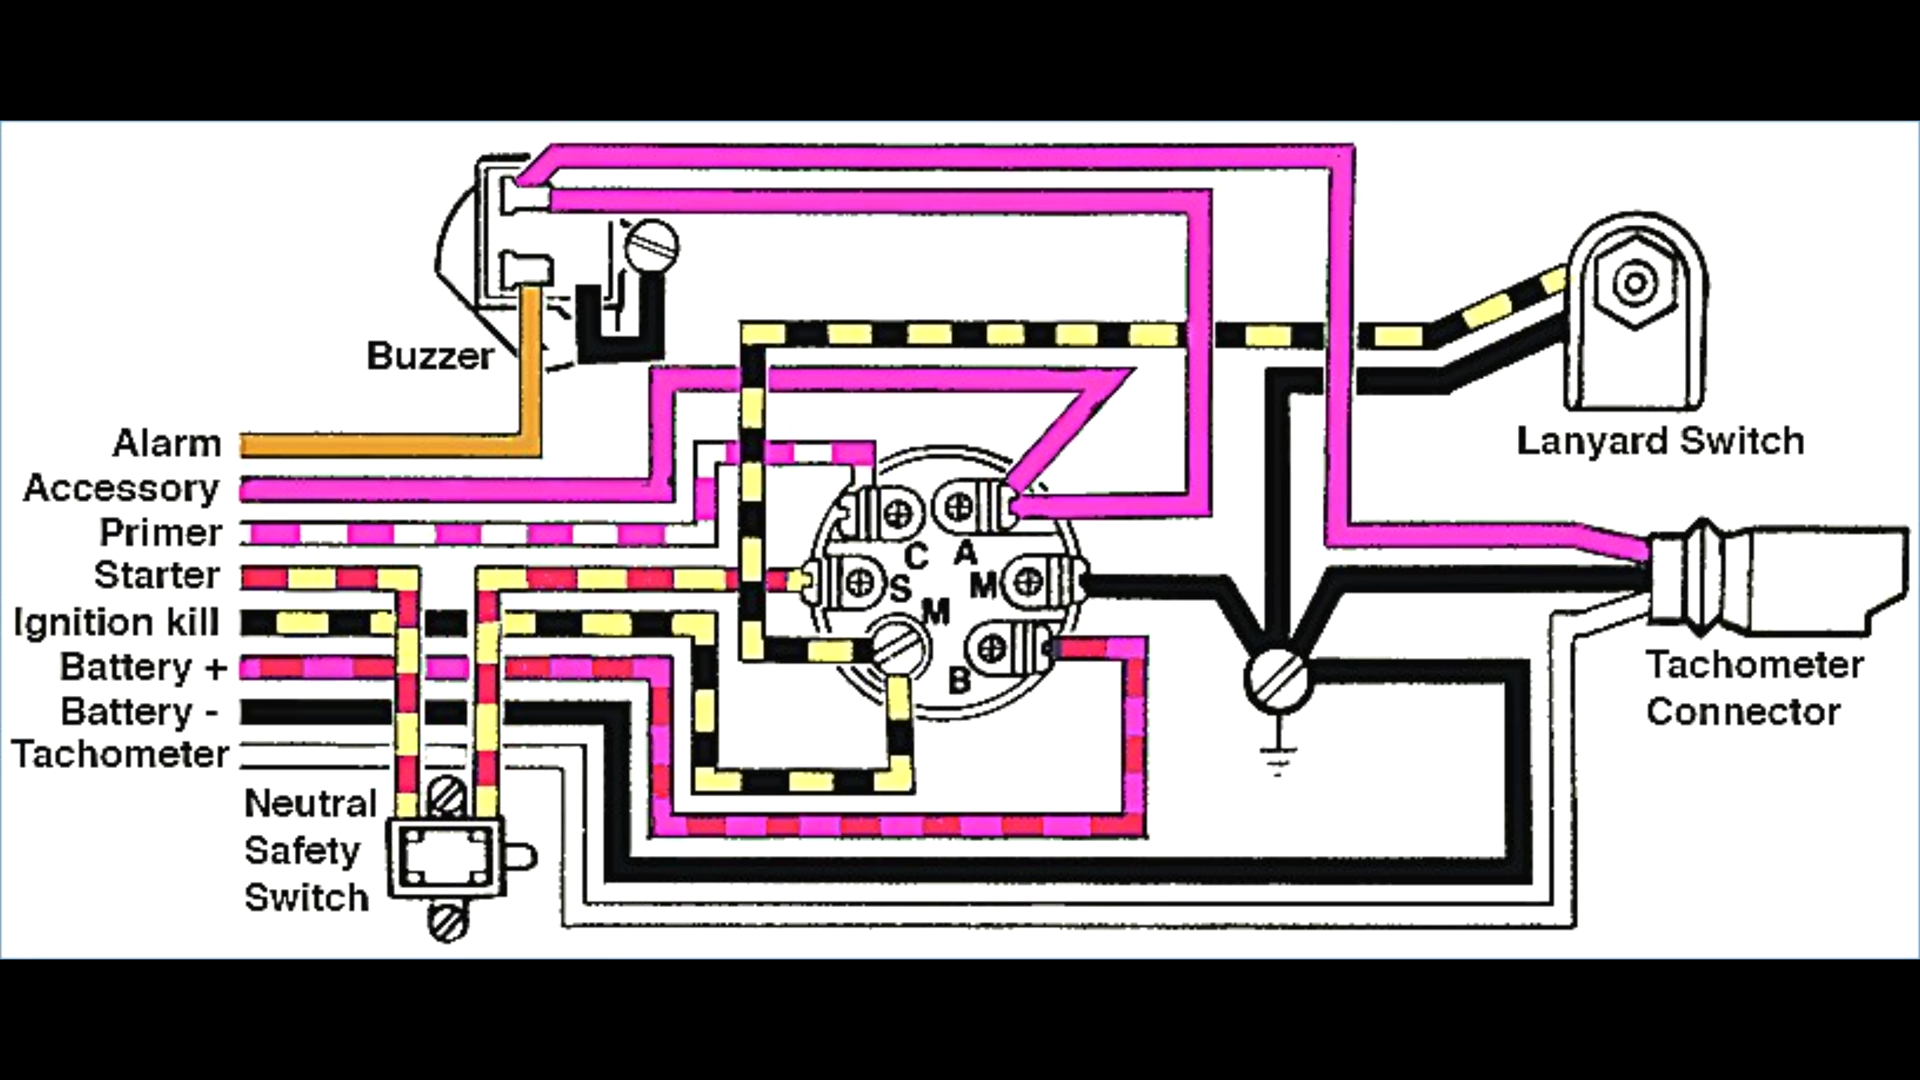 Buzzer
Alarm
Accessory
Primer
Starter
Ignition kill
Battery +
Battery -
Tachometer
Neutral
Safety
Switch
C
A
S
M
M
B
Lanyard Switch
Tachometer
Connector